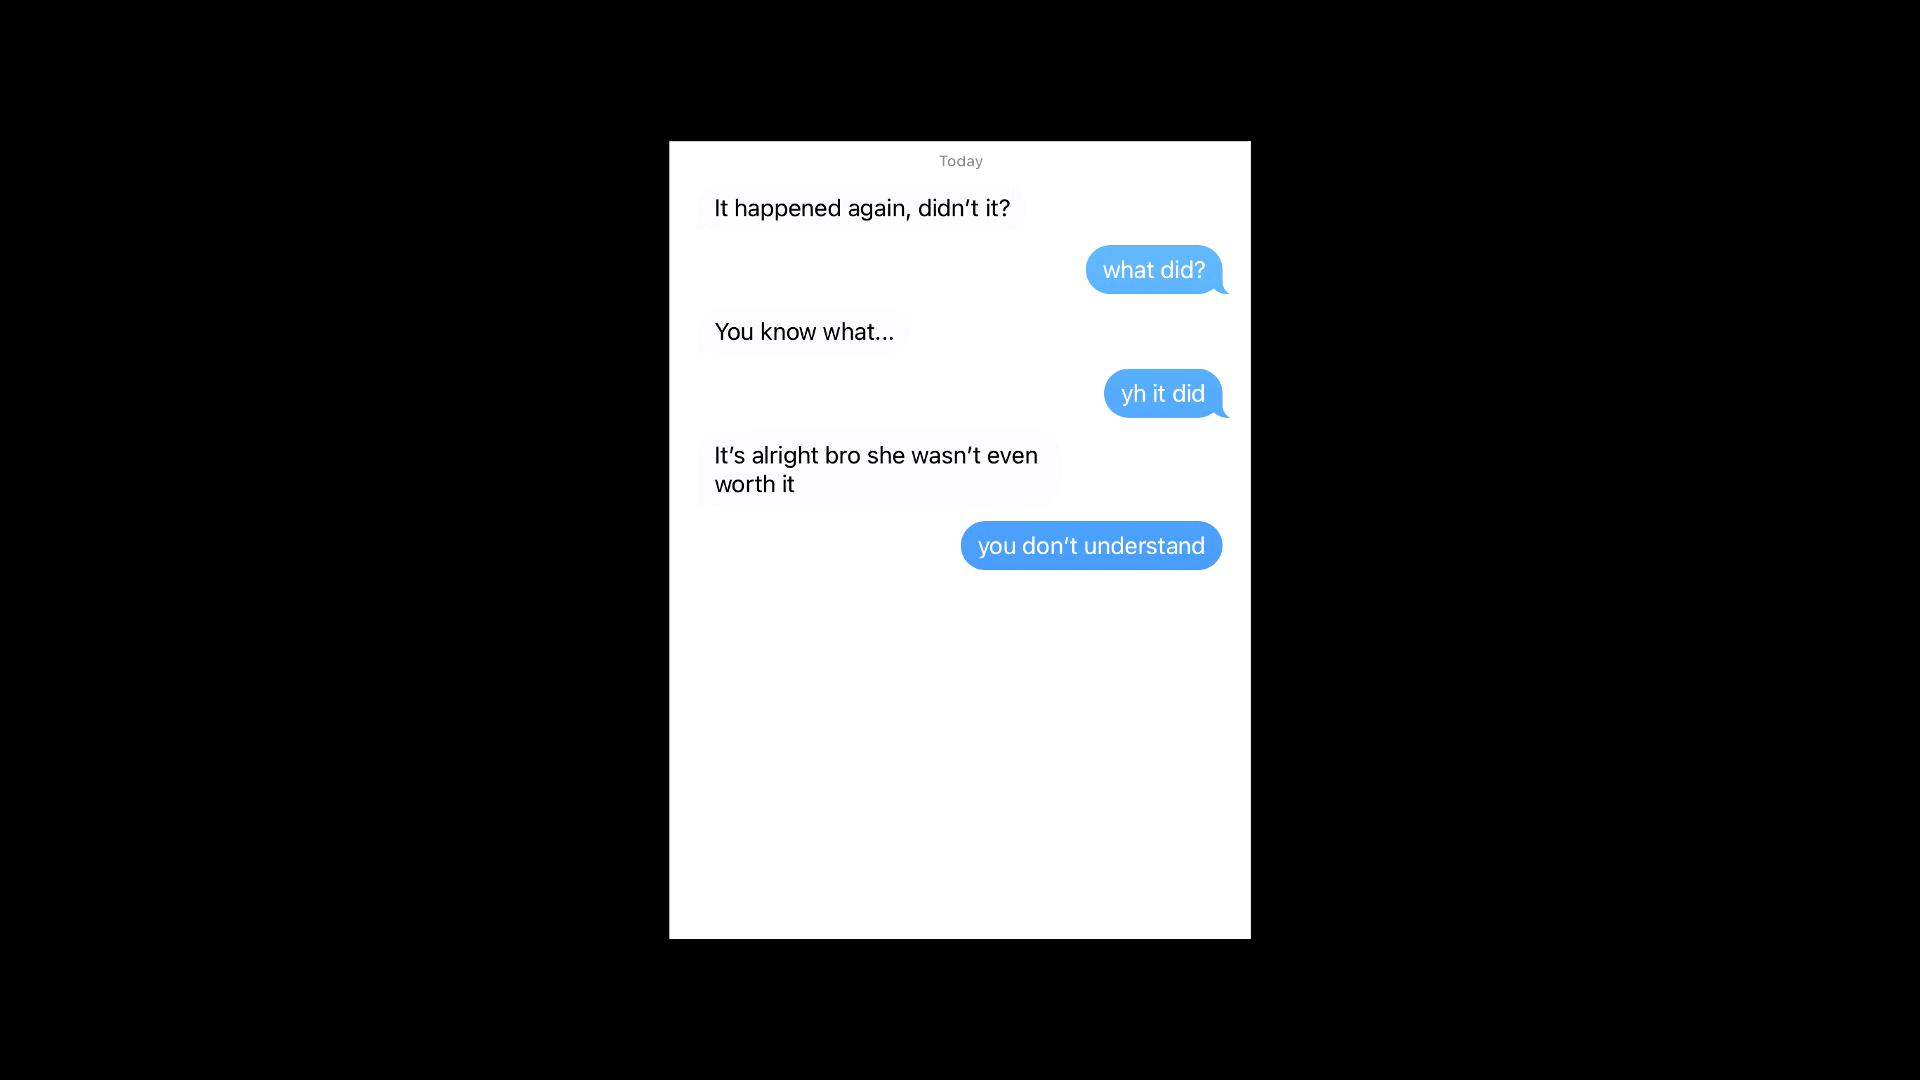 Today
It happened again, didn’t it?
what did?
You know what...
yh it did
It’s alright bro she wasn’t even
worth it
you don’t understand